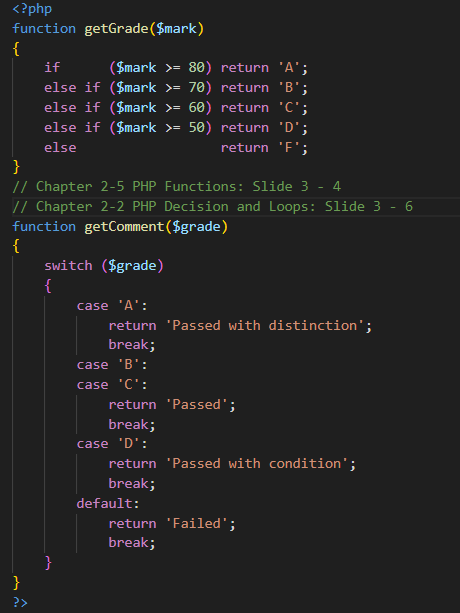 <?php
function getGrade($mark)
{
    if      ($mark >= 80) return 'A';
    else if ($mark >= 70) return 'B';
    else if ($mark >= 60) return 'C';
    else if ($mark >= 50) return 'D';
    else                  return 'F';
}
// Chapter 2-5 PHP Functions: Slide 3 - 4
// Chapter 2-2 PHP Decision and Loops: Slide 3 - 6
function getComment($grade)
{
    switch ($grade)
    {
        case 'A':
            return 'Passed with distinction';
            break;
        case 'B':
        case 'C':
            return 'Passed';
            break;
        case 'D':
            return 'Passed with condition';
            break;
        default:
            return 'Failed';
            break;
    }
}
?>